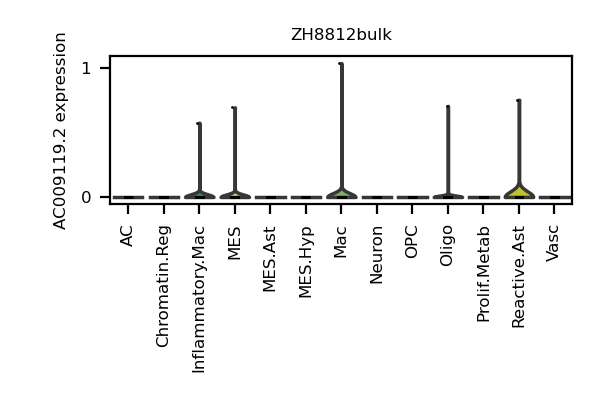 ZH8812bulk
AC009119.2 expression
1
0
AC
Chromatin.Reg
Inflammatory.Mac
MES
MES.Ast
MES.Hyp
Mac
Neuron
OPC
Oligo
Prolif.Metab
Reactive.Ast
Vasc